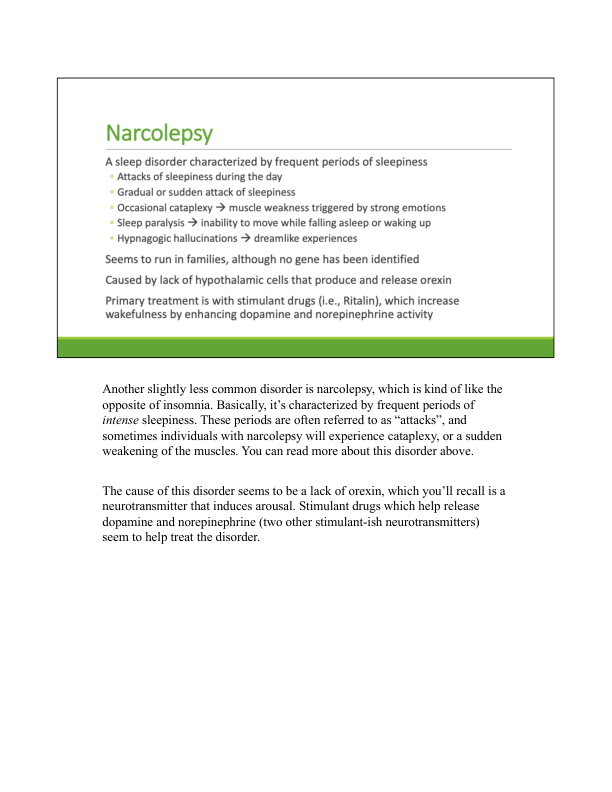 Narcolepsy
A sleep disorder characterized by frequent periods of sleepiness
◦ Attacks of sleepiness during the day
◦ Gradual or sudden attack of sleepiness
◦ Occasional cataplexy → muscle weakness triggered by strong emotions
◦ Sleep paralysis → inability to move while falling asleep or waking up
◦ Hypnagogic hallucinations → dreamlike experiences
Seems to run in families, although no gene has been identified
Caused by lack of hypothalamic cells that produce and release orexin
Primary treatment is with stimulant drugs (i.e., Ritalin), which increase
wakefulness by enhancing dopamine and norepinephrine activity
Another slightly less common disorder is narcolepsy, which is kind of like the
opposite of insomnia. Basically, it’s characterized by frequent periods of
intense sleepiness. These periods are often referred to as “attacks”, and
sometimes individuals with narcolepsy will experience cataplexy, or a sudden
weakening of the muscles. You can read more about this disorder above.
The cause of this disorder seems to be a lack of orexin, which you’ll recall is a
neurotransmitter that induces arousal. Stimulant drugs which help release
dopamine and norepinephrine (two other stimulant-ish neurotransmitters)
seem to help treat the disorder.